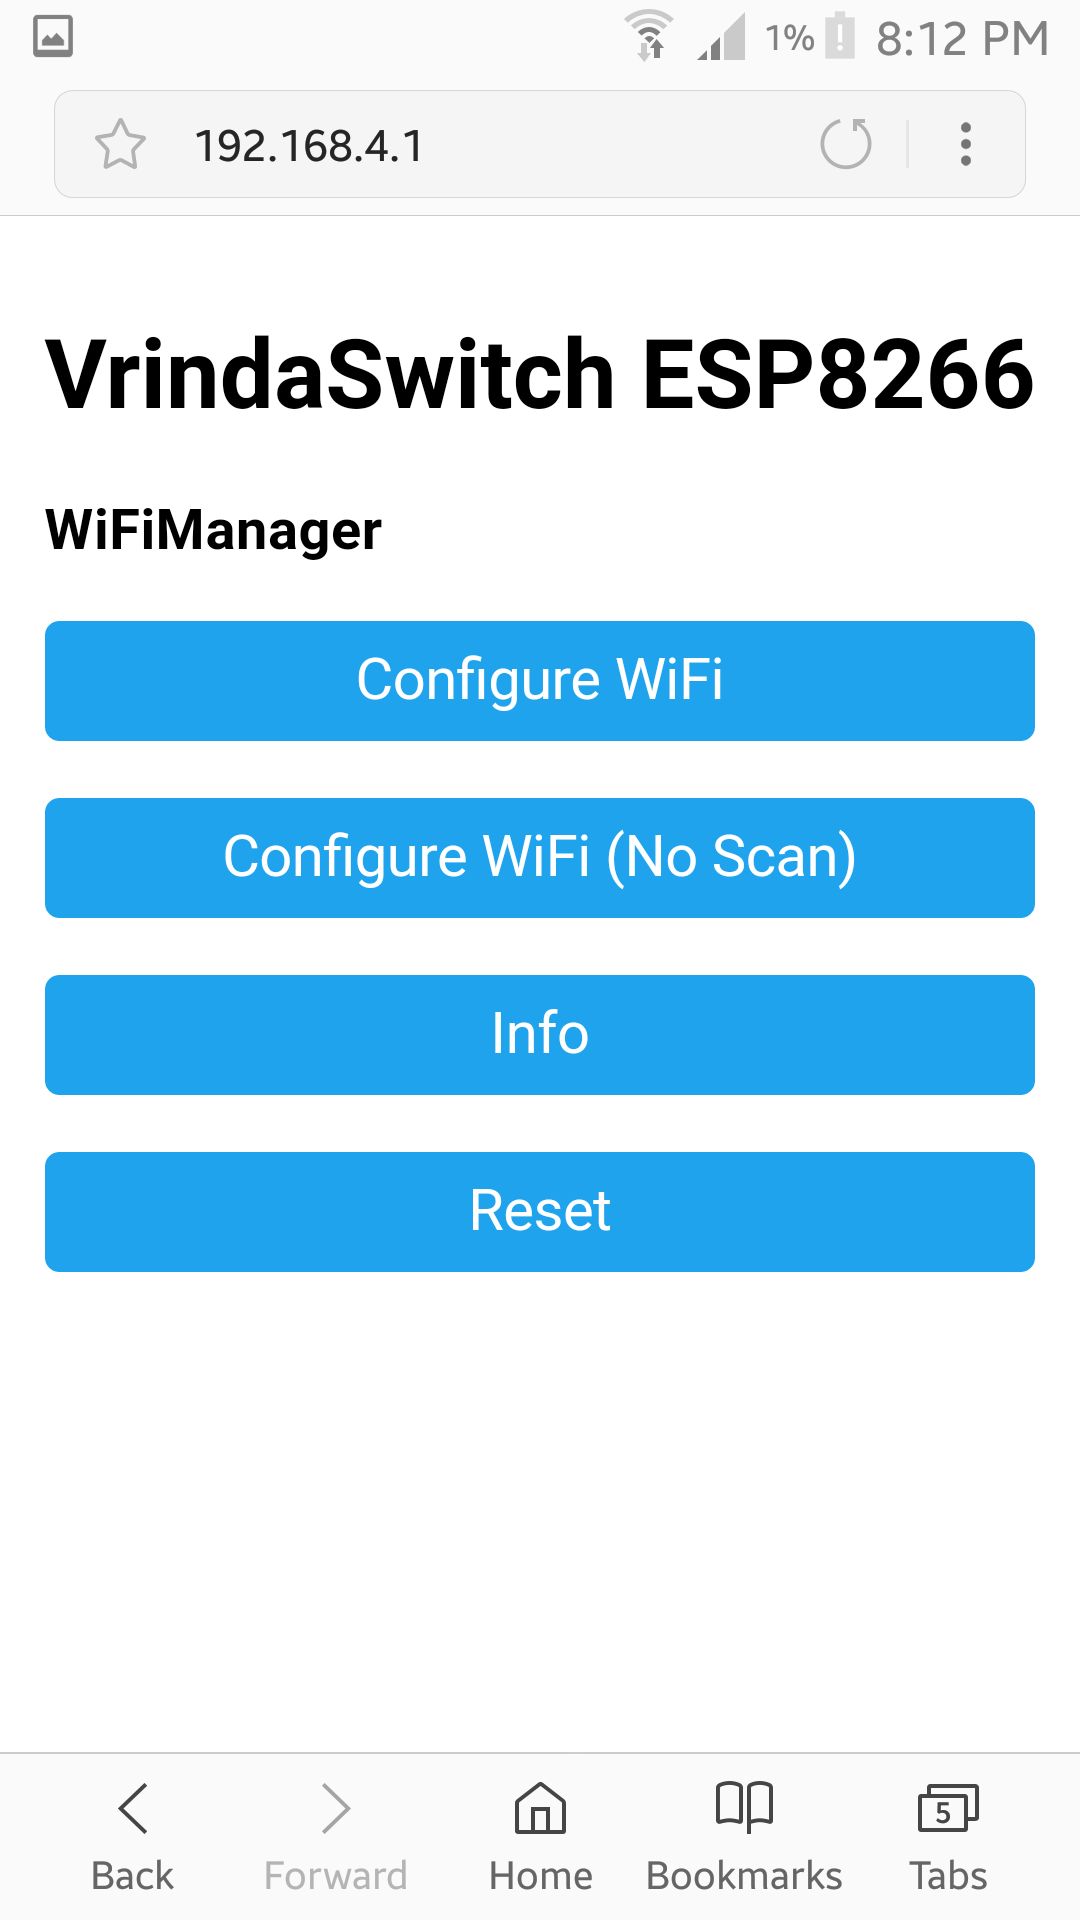 1% 8:12 PM
192.168.4.1
VrindaSwitch ESP8266
WiFiManager
Configure WiFi
Configure WiFi (No Scan)
Info
Reset
5
Back Forward Home Bookmarks Tabs